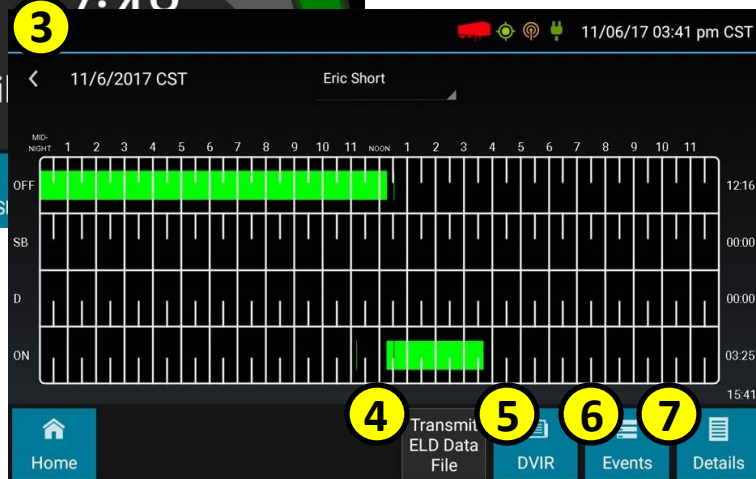 7:48
3
11/06/17 03:41 pm CST
11/6/2017 CST
Eric Short
MID-
NIGHT 1 2 3 4 5 6 7 8 9 10 11 NOON 1 2 3 4 5 6 7 8 9 10 11
OFF 12:16
SB 00:00
D 00:00
ON 03:25
15:41
4 5 6 7
Home
Transmit
ELD Data
File
DVIR
Events
Details